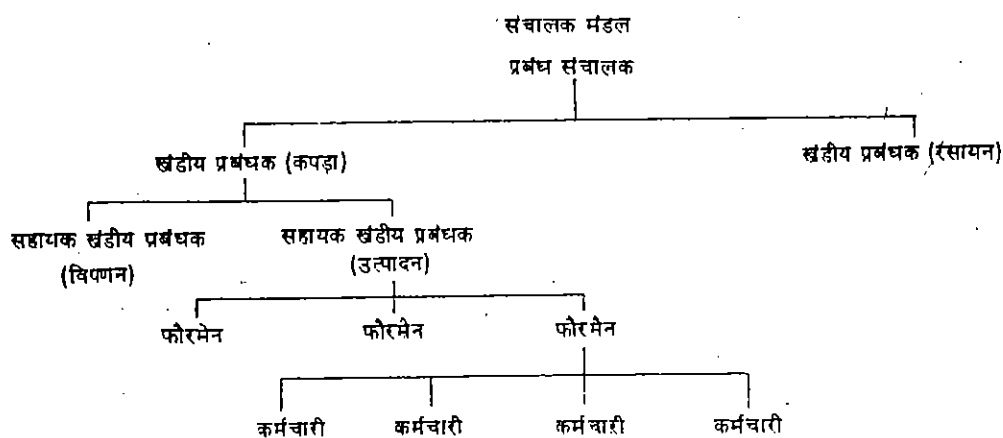 संचालक मंडल
प्रबंध संचालक
खंडीय प्रबंधक (कपड़ा)
खंडीय प्रबंधक (रसायन)
सहायक खंडीय प्रबंधक
(विपणन)
सहायक खंडीय प्रबंधक
(उत्पादन)
फोरमेन
फोरमेन
फोरमेन
कर्मचारी
कर्मचारी
कर्मचारी
कर्मचारी